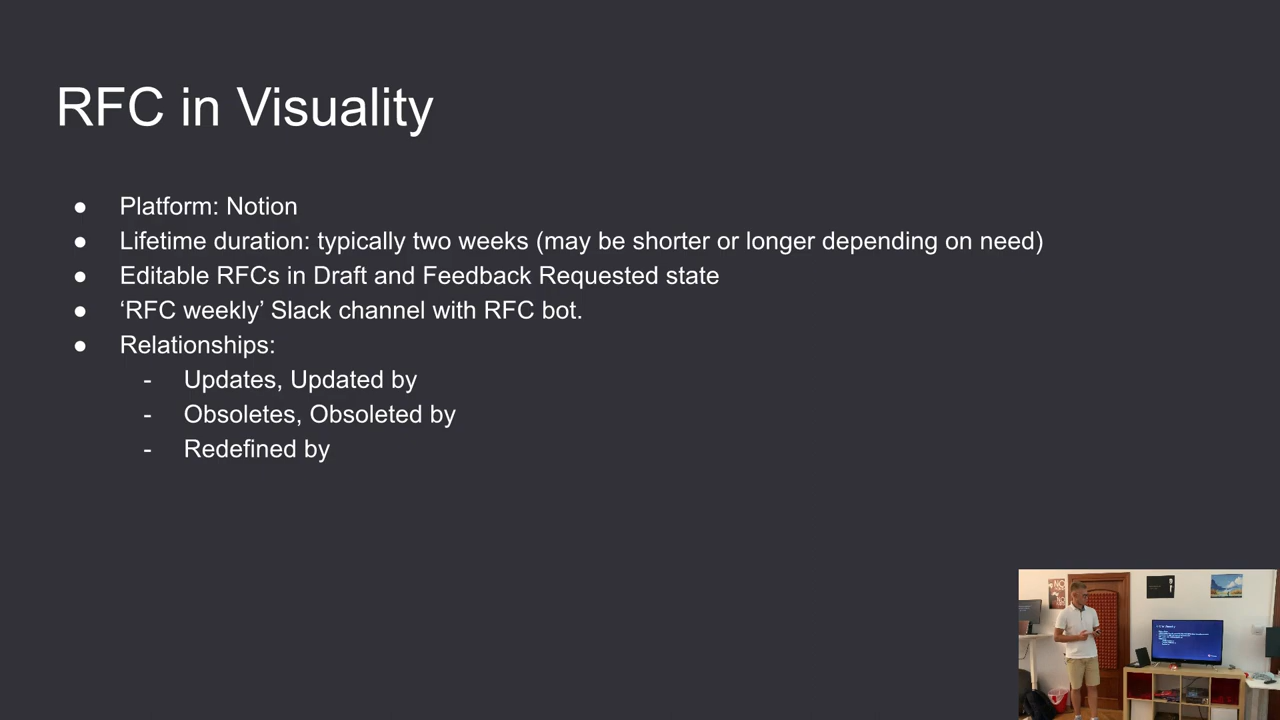 RFC in Visuality
● Platform: Notion
● Lifetime duration: typically two weeks (may be shorter or longer depending on need)
● Editable RFCs in Draft and Feedback Requested state
● ‘RFC weekly’ Slack channel with RFC bot.
● Relationships:
- Updates, Updated by
- Obsoletes, Obsoleted by
- Redefined by